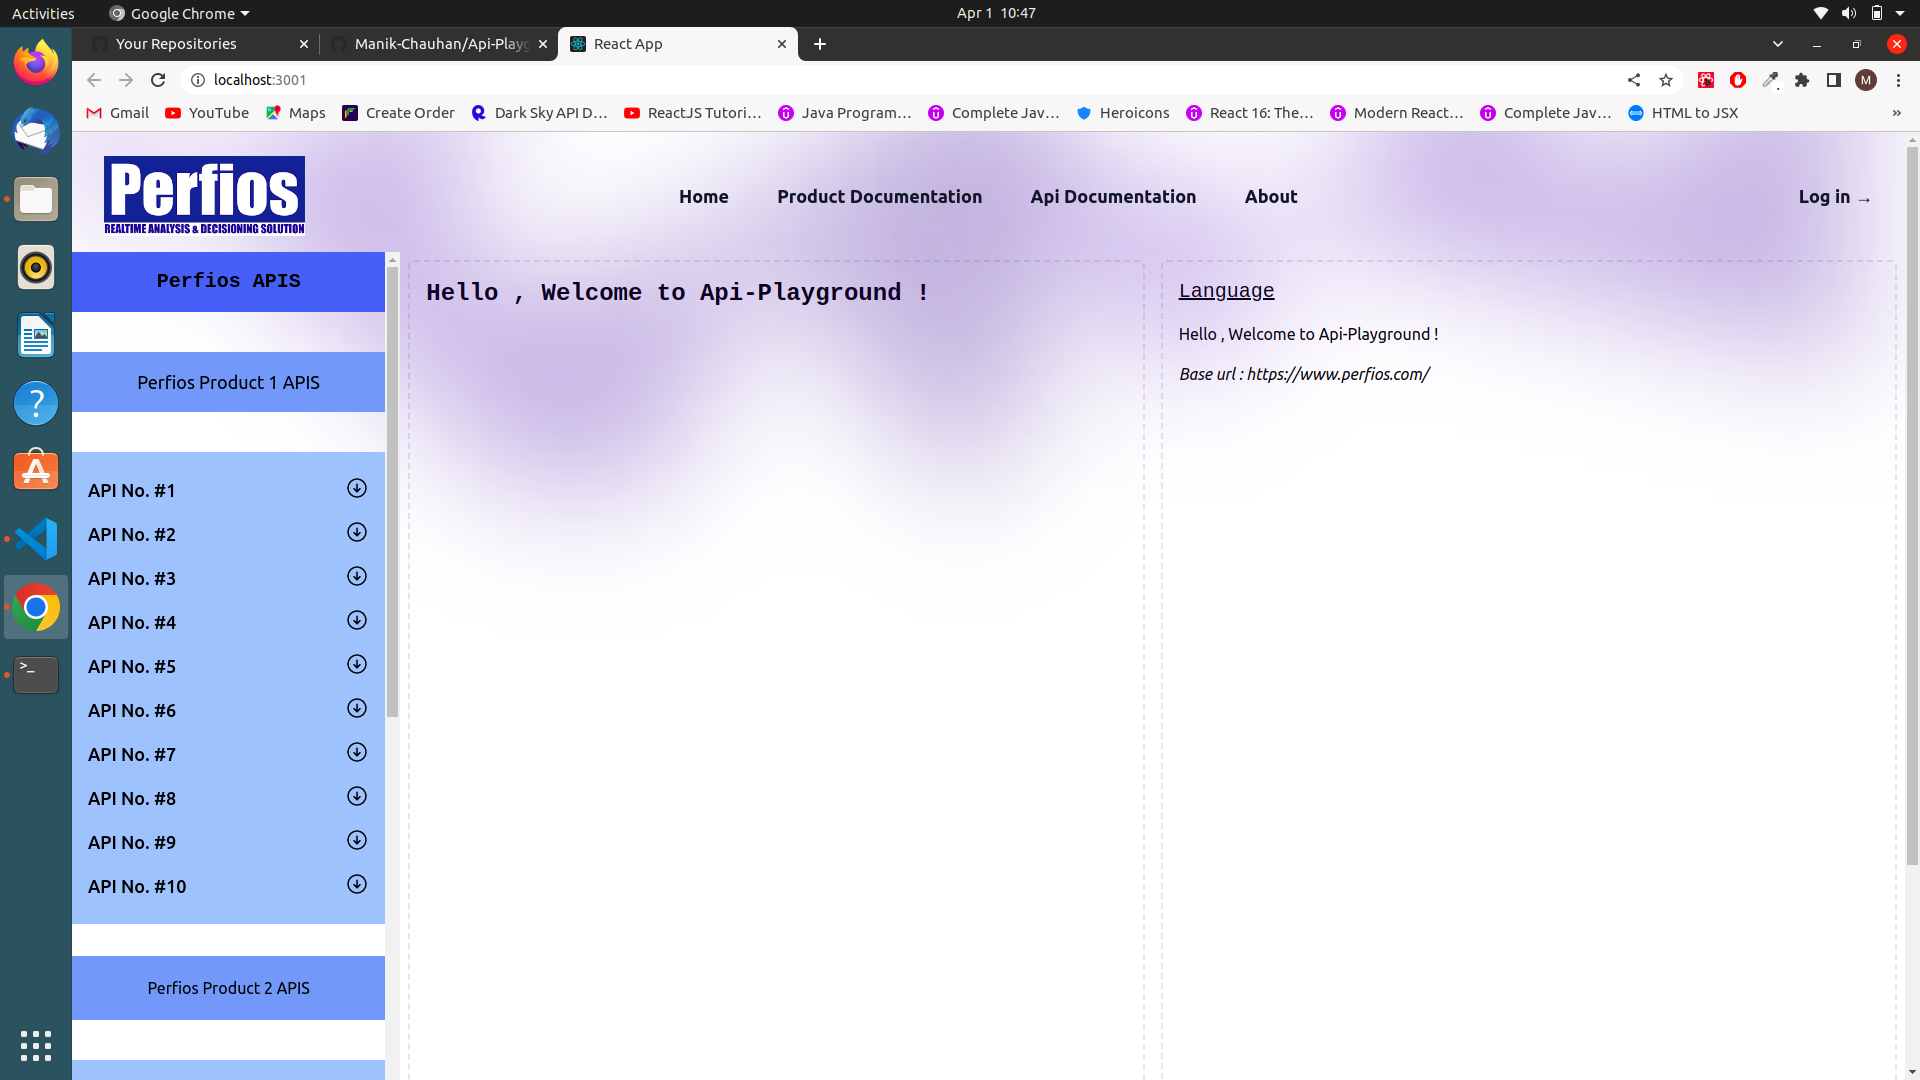 Activities
Google Chrome
Apr 1 10:47
Your Repositories
Manik-Chauhan/Api-Playg
React App
localhost:3001
M
Gmail
YouTube
Maps
Create Order
Dark Sky API D…
ReactJS Tutori…
Java Program…
Complete Jav…
Heroicons
React 16: The…
Modern React…
Complete Jav…
HTML to JSX
»
Perfios
REALTIME ANALYSIS & DECISIONING SOLUTION
Home
Product Documentation
Api Documentation
About
Log in →
Perfios APIS
Perfios Product 1 APIS
API No. #1
API No. #2
API No. #3
API No. #4
API No. #5
API No. #6
API No. #7
API No. #8
API No. #9
API No. #10
Perfios Product 2 APIS
Hello , Welcome to Api-Playground !
Language
Hello , Welcome to Api-Playground !
Base url : https://www.perfios.com/